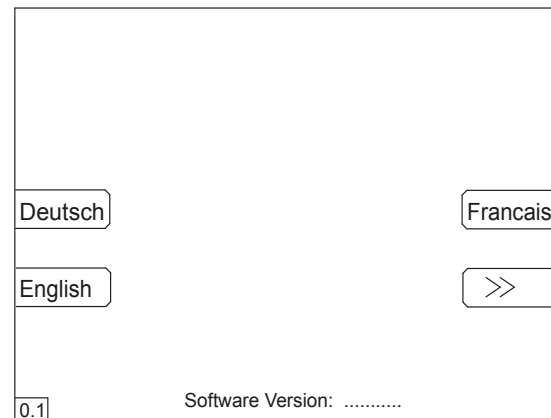 Deutsch
Francais
English
>>
0.1
Software Version: ...........